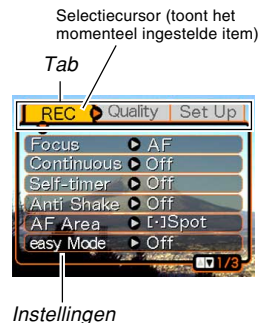 Selectiecursor (toont het
momenteel ingestelde item)
Tab
REC Quality Set Up
Focus AF
Continuous Off
Self-timer Off
Anti Shake Off
AF Area [·]Spot
easy Mode Off
1/3
Instellingen